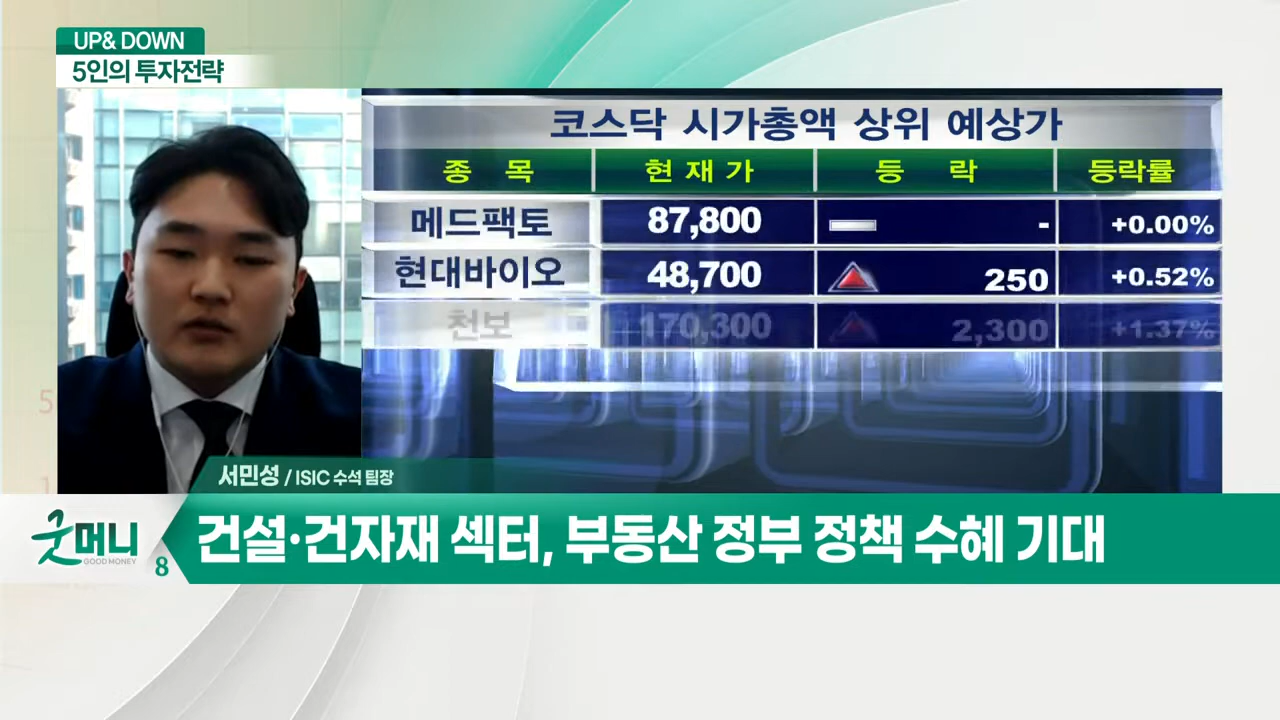 UP& DOWN
5인의 투자전략
코스닥 시가총액 상위 예상가
종 목 현 재 가 등 락 등락률
메드팩토 87,800 - +0.00%
현대바이오 48,700 250 +0.52%
천보 170,300 2,300 +1.37%
5
1
서민성 / ISIC 수석 팀장
굿머니
GOOD MONEY
8
건설·건자재 섹터, 부동산 정부 정책 수혜 기대